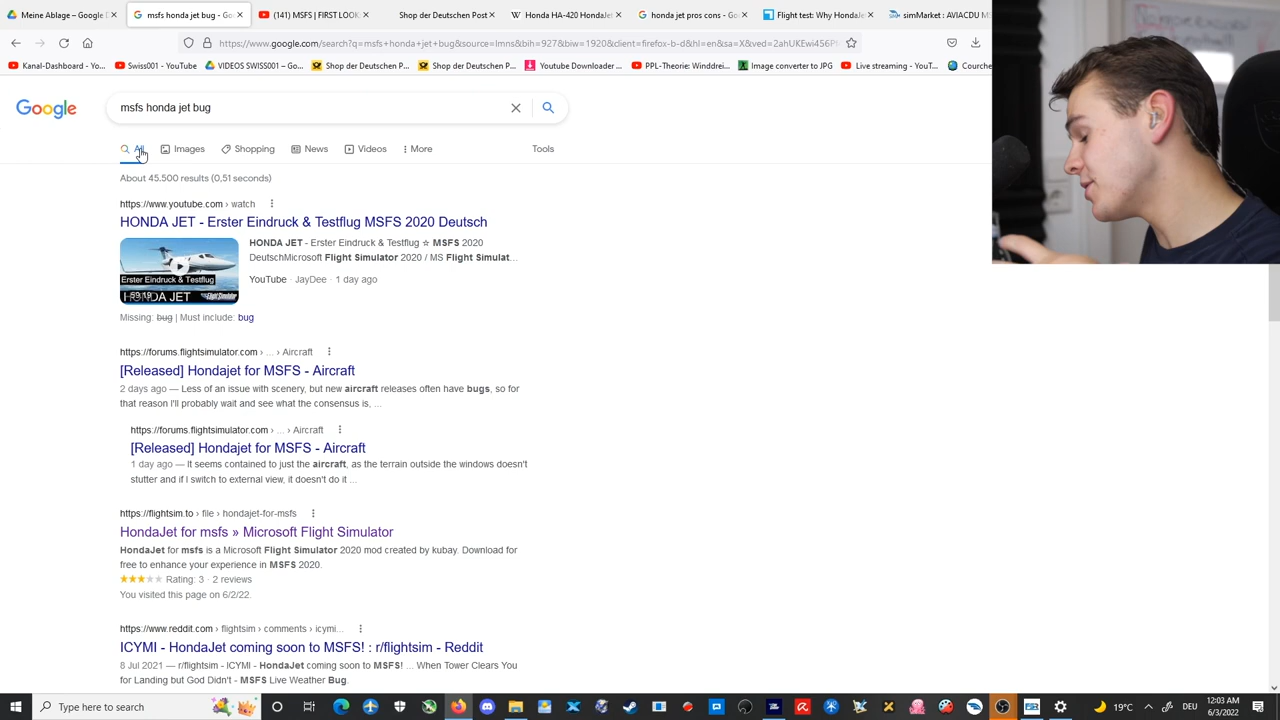 Meine Ablage – Google D
msfs honda jet bug - Goo
MSFS | FIRST LOOK
Shop der Deutschen Post
Honda HA-420 HondaJet
honda jet pros cons - Go
Flight test: Why HondaJe
simMarket : AVIACDU M
https://www.google.com/search?q=msfs+honda+jet+bug&source=lmns&bih=927&biw=1920&client=firefox-b-d&hl=en&sa=X&ved=2ahUKEwi4S6P
Kanal-Dashboard - Yo...
Swiss001 - YouTube
VIDEOS SWISS001 - G...
Shop der Deutschen P...
Shop der Deutschen P...
Youtube Downloader ...
PPL-Theorie: Windrei...
Image converter to JPG
Live streaming - YouT...
Courche
Google
msfs honda jet bug
All
Images
Shopping
News
Videos
More
Tools
About 45.500 results (0,51 seconds)
https://www.youtube.com › watch
HONDA JET - Erster Eindruck & Testflug MSFS 2020 Deutsch
HONDA JET - Erster Eindruck & Testflug ☆ MSFS 2020
DeutschMicrosoft Flight Simulator 2020 / MS Flight Simulat...
YouTube · JayDee · 1 day ago
Erster Eindruck & Testflug
59:19
HONDA JET
Missing: bug | Must include: bug
https://forums.flightsimulator.com › ... › Aircraft
[Released] Hondajet for MSFS - Aircraft
2 days ago — Less of an issue with scenery, but new aircraft releases often have bugs, so for
that reason I'll probably wait and see what the consensus is, ...
https://forums.flightsimulator.com › ... › Aircraft
[Released] Hondajet for MSFS - Aircraft
1 day ago — It seems contained to just the aircraft, as the terrain outside the windows doesn't
stutter and if I switch to external view, it doesn't do it ...
https://flightsim.to › file › hondajet-for-msfs
HondaJet for msfs » Microsoft Flight Simulator
HondaJet for msfs is a Microsoft Flight Simulator 2020 mod created by kubay. Download for
free to enhance your experience in MSFS 2020.
Rating: 3 · 2 reviews
You visited this page on 6/2/22.
https://www.reddit.com › flightsim › comments › icymi...
ICYMI - HondaJet coming soon to MSFS! : r/flightsim - Reddit
8 Jul 2021 — r/flightsim - ICYMI - HondaJet coming soon to MSFS! ... When Tower Clears You
for Landing but God Didn't - MSFS Live Weather Bug.
Type here to search
19°C
DEU
12:03 AM
6/3/2022